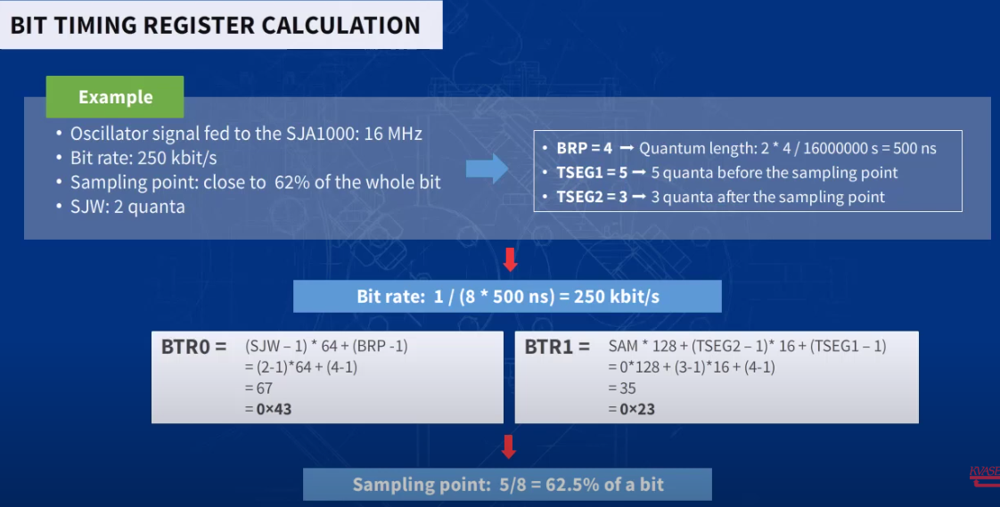 BIT TIMING REGISTER CALCULATION
Example
• Oscillator signal fed to the SJA1000: 16 MHz
• Bit rate: 250 kbit/s
• Sampling point: close to 62% of the whole bit
• SJW: 2 quanta
• BRP = 4 → Quantum length: 2 * 4 / 16000000 s = 500 ns
• TSEG1 = 5 → 5 quanta before the sampling point
• TSEG2 = 3 → 3 quanta after the sampling point
Bit rate: 1 / (8 * 500 ns) = 250 kbit/s
BTR0 = (SJW – 1) * 64 + (BRP -1)
= (2-1)*64 + (4-1)
= 67
= 0×43
BTR1 = SAM * 128 + (TSEG2 – 1)* 16 + (TSEG1 – 1)
= 0*128 + (3-1)*16 + (4-1)
= 35
= 0×23
Sampling point: 5/8 = 62.5% of a bit
KVASE